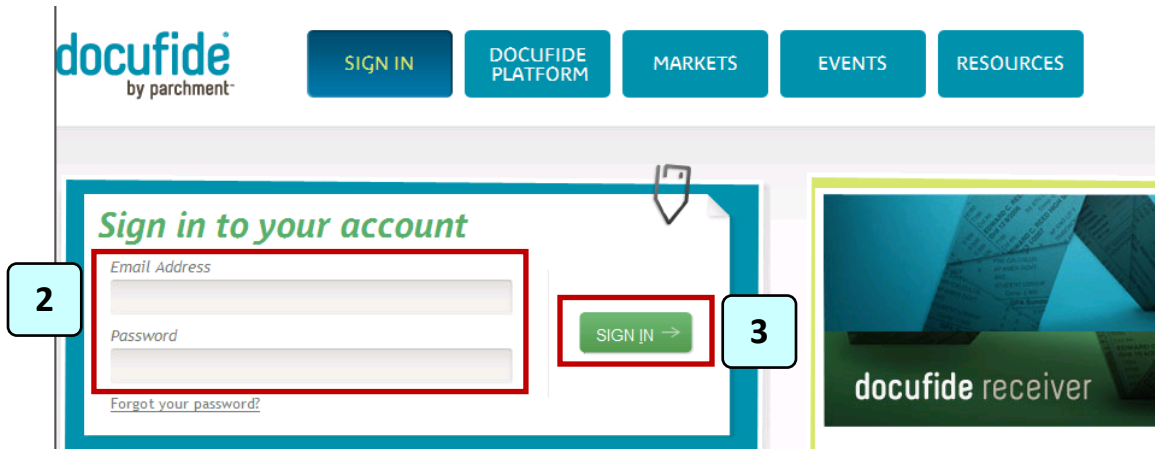 docufide
by parchment
SIGN IN
DOCUFIDE
PLATFORM
MARKETS
EVENTS
RESOURCES
Sign in to your account
2
Email Address
Password
Forgot your password?
SIGN IN →
3
docufide receiver